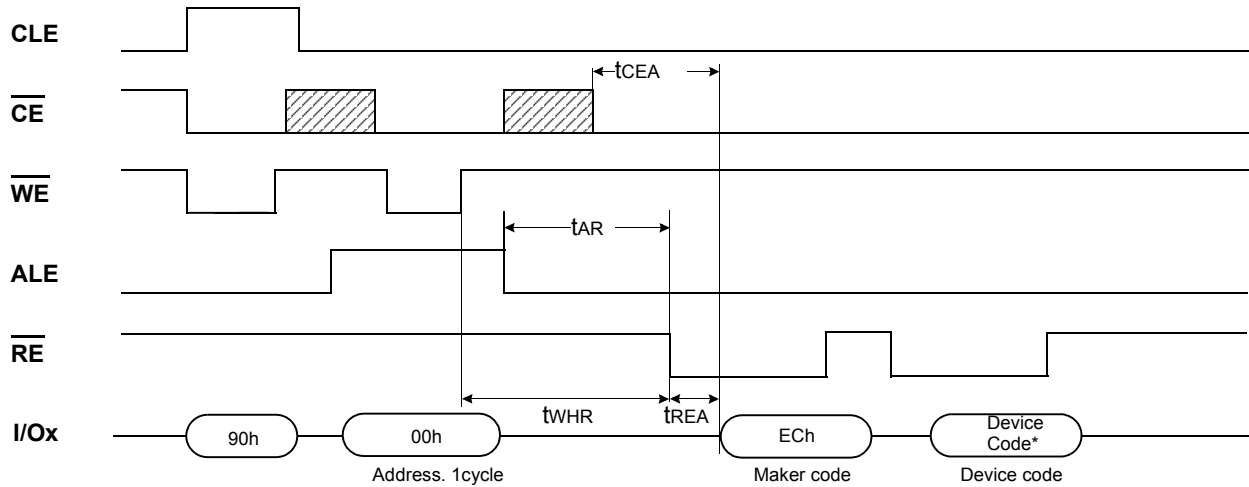 CLE
tCEA
CE
WE
tAR
ALE
RE
tWHR
tREA
I/Ox
90h
00h
ECh
Device
Code*
Address. 1cycle
Maker code
Device code